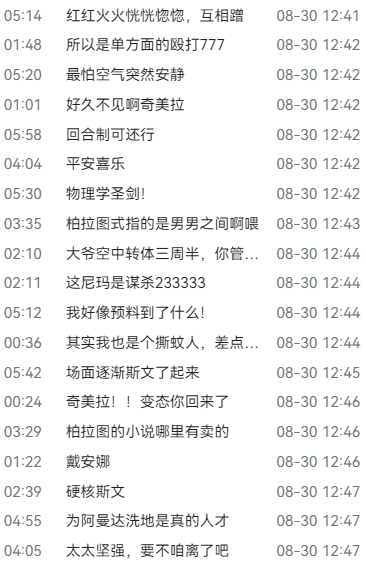 05:14 红红火火恍恍惚惚，互相蹭 08-30 12:41
01:48 所以是单方面的殴打777 08-30 12:42
05:20 最怕空气突然安静 08-30 12:42
01:01 好久不见啊奇美拉 08-30 12:42
05:58 回合制可还行 08-30 12:42
04:04 平安喜乐 08-30 12:42
05:30 物理学圣剑！ 08-30 12:42
03:35 柏拉图式指的是男男之间啊喂 08-30 12:43
02:10 大爷空中转体三周半，你管... 08-30 12:44
02:11 这尼玛是谋杀233333 08-30 12:44
05:12 我好像预料到了什么！ 08-30 12:44
00:36 其实我也是个撕蚊人，差点... 08-30 12:44
05:42 场面逐渐斯文了起来 08-30 12:45
00:24 奇美拉！！变态你回来了 08-30 12:46
03:29 柏拉图的小说哪里有卖的 08-30 12:46
01:22 戴安娜 08-30 12:46
02:39 硬核斯文 08-30 12:47
04:55 为阿曼达洗地是真的人才 08-30 12:47
04:05 太太坚强，要不咱离了吧 08-30 12:47